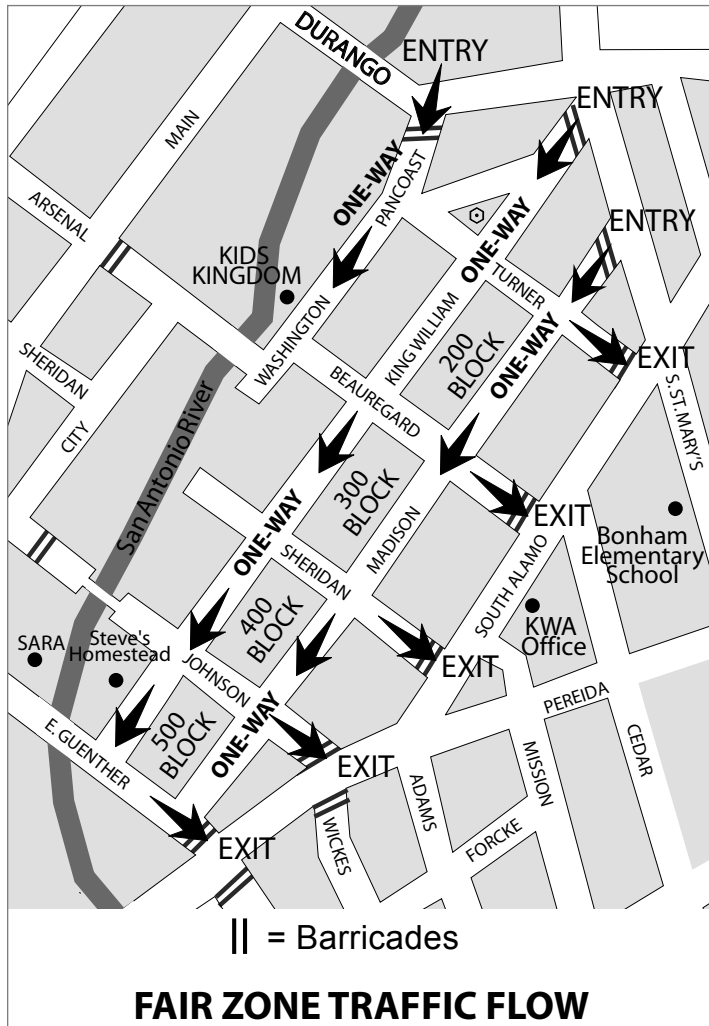 DURANGO
ENTRY
ENTRY
ENTRY
MAIN
ARSENAL
ONE-WAY
PANCOAST
KIDS
KINGDOM
WASHINGTON
ONE-WAY
TURNER
KING WILLIAM
200
BLOCK
ONE-WAY
EXIT
S. ST. MARY'S
SHERIDAN
CITY
BEAUREGARD
San Antonio River
300
BLOCK
ONE-WAY
SHERIDAN
MADISON
EXIT
Bonham
Elementary
School
SOUTH ALAMO
KWA
Office
400
BLOCK
SARA
Steve's
Homestead
JOHNSON
EXIT
PEREIDA
500
BLOCK
ONE-WAY
E. GUENTHER
EXIT
ADAMS
MISSION
CEDAR
EXIT
WICKES
FORCKE
|| = Barricades
FAIR ZONE TRAFFIC FLOW